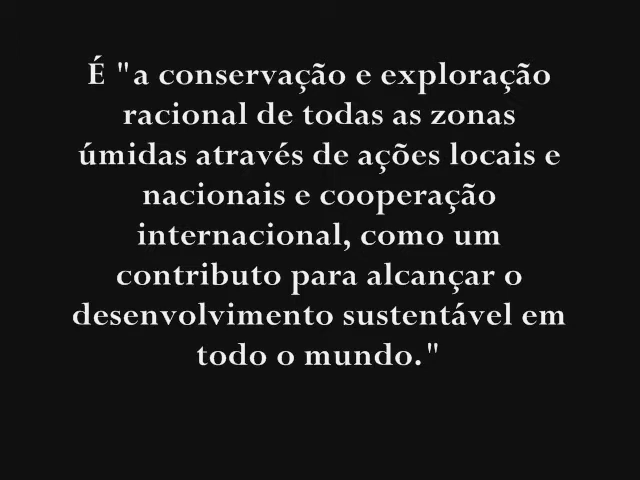 É "a conservação e exploração
racional de todas as zonas
úmidas através de ações locais e
nacionais e cooperação
internacional, como um
contributo para alcançar o
desenvolvimento sustentável em
todo o mundo."